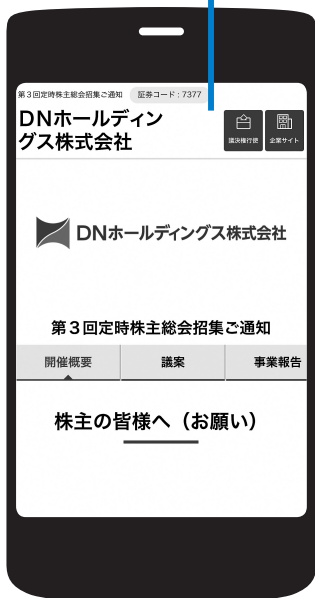 第3回定時株主総会招集ご通知 証券コード：7377
DNホールディン
グス株式会社
議決権行使 企業サイト
DNホールディングス株式会社
第3回定時株主総会招集ご通知
開催概要 議案 事業報告
株主の皆様へ（お願い）